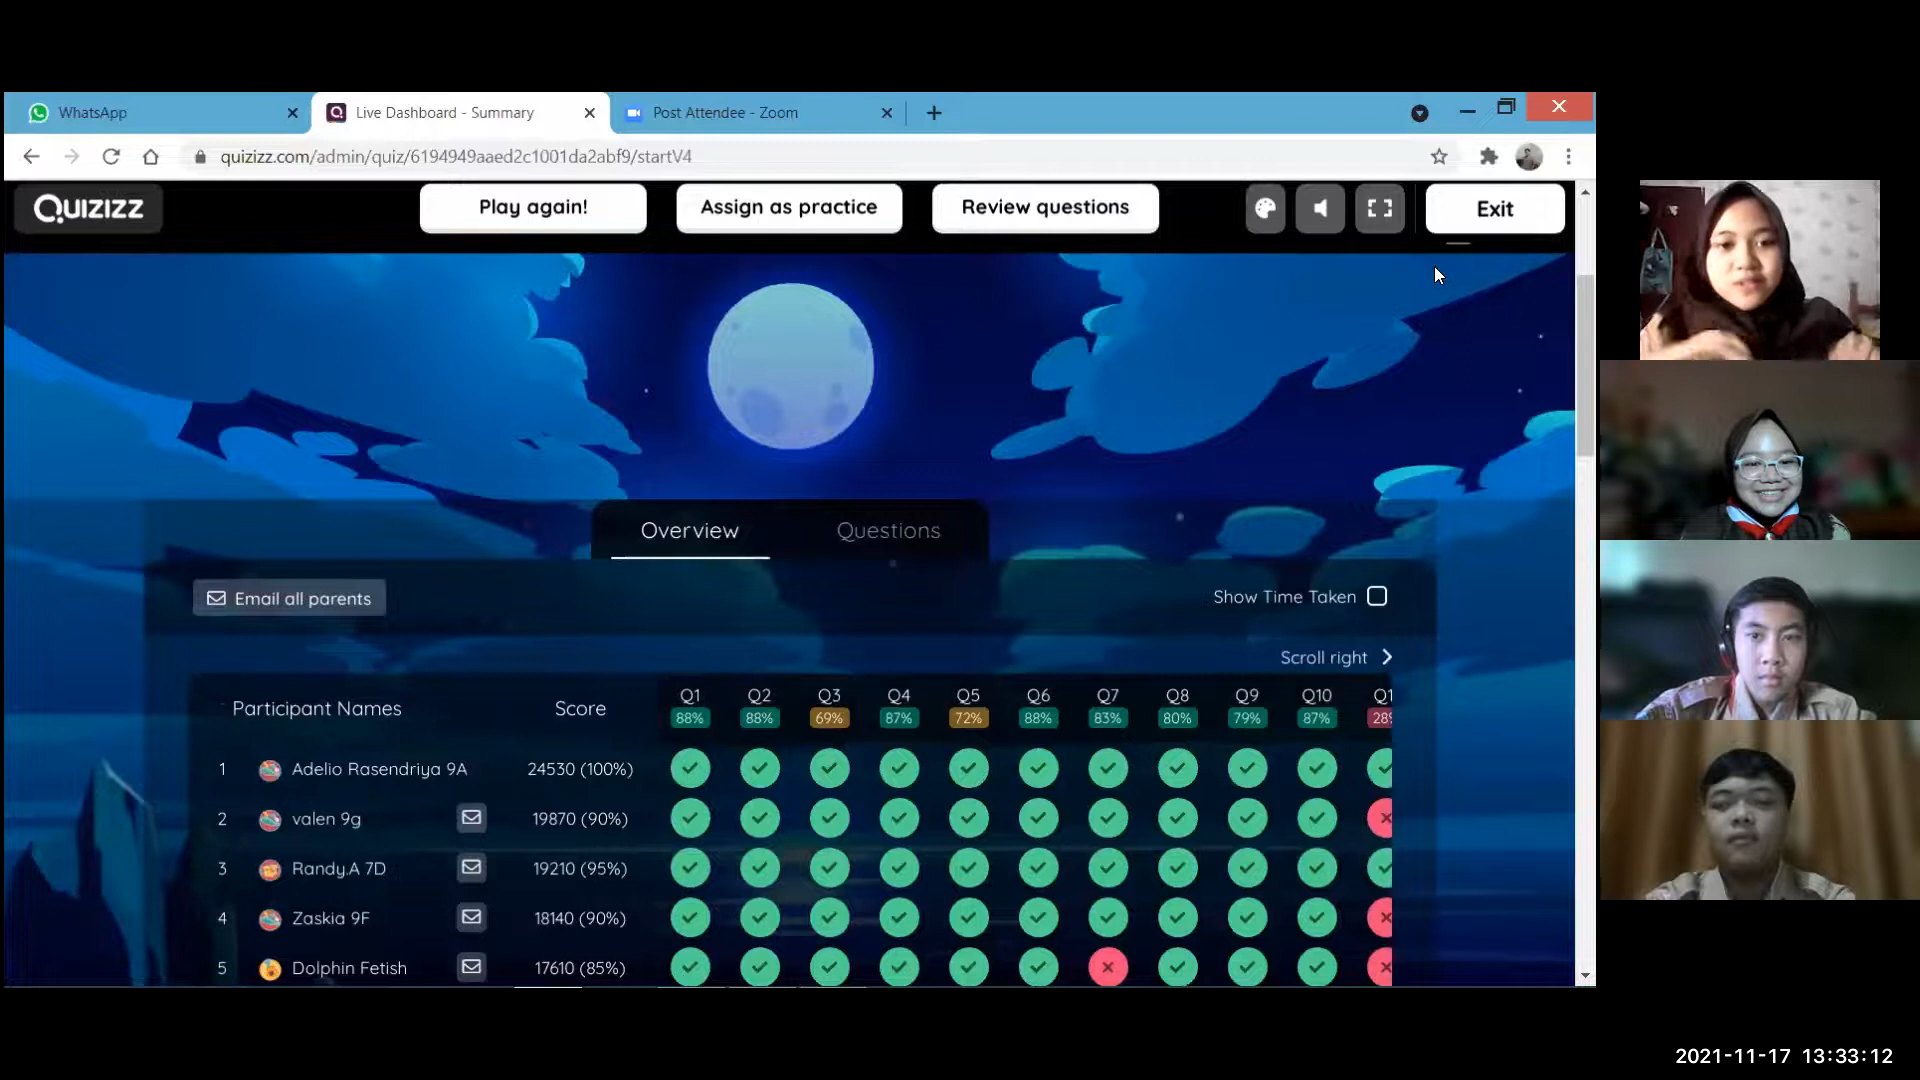 WhatsApp
Live Dashboard - Summary
Post Attendee - Zoom
quizizz.com/admin/quiz/6194949aaed2c1001da2abf9/startV4
QUIZIZZ
Play again!
Assign as practice
Review questions
Exit
Overview
Questions
Email all parents
Show Time Taken
Scroll right
Participant Names Score Q1 Q2 Q3 Q4 Q5 Q6 Q7 Q8 Q9 Q10 Q1
88% 88% 69% 87% 72% 88% 83% 80% 79% 87% 28%
1 Adelio Rasendriya 9A 24530 (100%)
2 valen 9g 19870 (90%)
3 Randy.A 7D 19210 (95%)
4 Zaskia 9F 18140 (90%)
5 Dolphin Fetish 17610 (85%)
2021-11-17 13:33:12